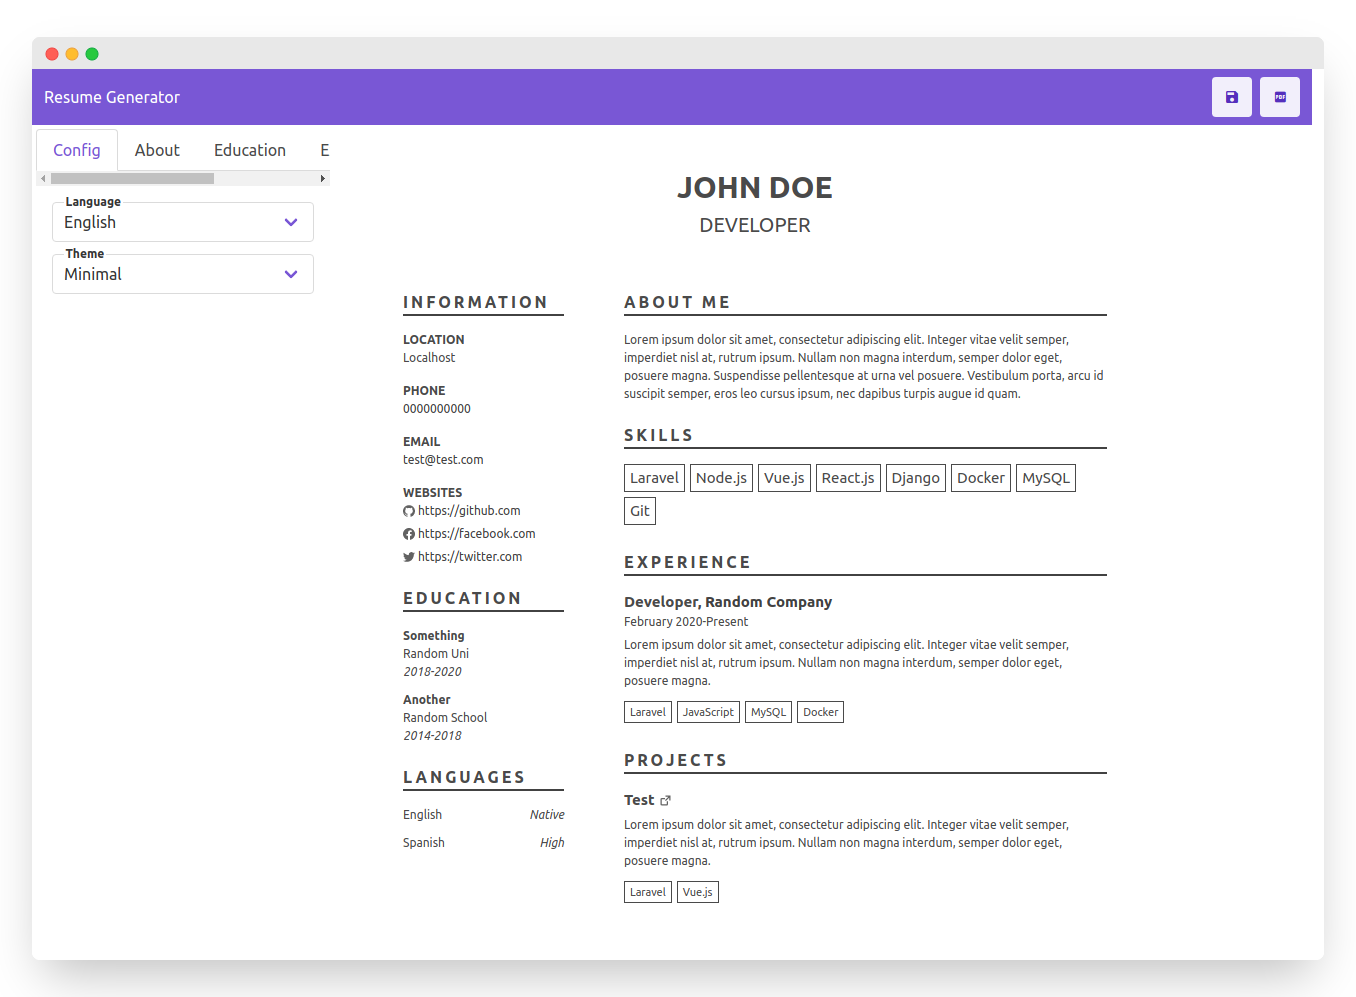 Resume Generator
PDF
Config About Education E
Language
English
Theme
Minimal
JOHN DOE
DEVELOPER
INFORMATION
LOCATION
Localhost
PHONE
0000000000
EMAIL
test@test.com
WEBSITES
https://github.com
https://facebook.com
https://twitter.com
EDUCATION
Something
Random Uni
2018-2020
Another
Random School
2014-2018
LANGUAGES
English Native
Spanish High
ABOUT ME
Lorem ipsum dolor sit amet, consectetur adipiscing elit. Integer vitae velit semper,
imperdiet nisl at, rutrum ipsum. Nullam non magna interdum, semper dolor eget,
posuere magna. Suspendisse pellentesque at urna vel posuere. Vestibulum porta, arcu id
suscipit semper, eros leo cursus ipsum, nec dapibus turpis augue id quam.
SKILLS
Laravel Node.js Vue.js React.js Django Docker MySQL
Git
EXPERIENCE
Developer, Random Company
February 2020-Present
Lorem ipsum dolor sit amet, consectetur adipiscing elit. Integer vitae velit semper,
imperdiet nisl at, rutrum ipsum. Nullam non magna interdum, semper dolor eget,
posuere magna.
Laravel JavaScript MySQL Docker
PROJECTS
Test
Lorem ipsum dolor sit amet, consectetur adipiscing elit. Integer vitae velit semper,
imperdiet nisl at, rutrum ipsum. Nullam non magna interdum, semper dolor eget,
posuere magna.
Laravel Vue.js